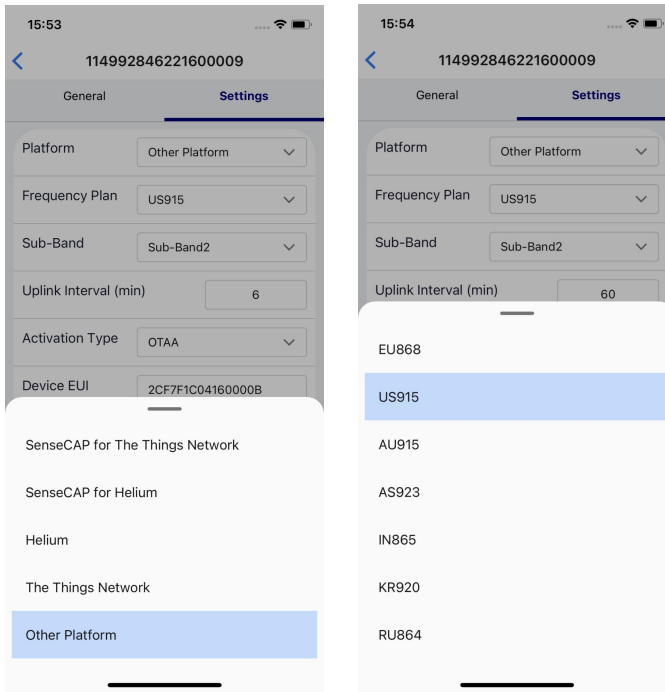 15:53
114992846221600009
General Settings
Platform Other Platform
Frequency Plan US915
Sub-Band Sub-Band2
Uplink Interval (min) 6
Activation Type OTAA
Device EUI 2CF7F1C04160000B
SenseCAP for The Things Network
SenseCAP for Helium
Helium
The Things Network
Other Platform
15:54
114992846221600009
General Settings
Platform Other Platform
Frequency Plan US915
Sub-Band Sub-Band2
Uplink Interval (min) 60
EU868
US915
AU915
AS923
IN865
KR920
RU864